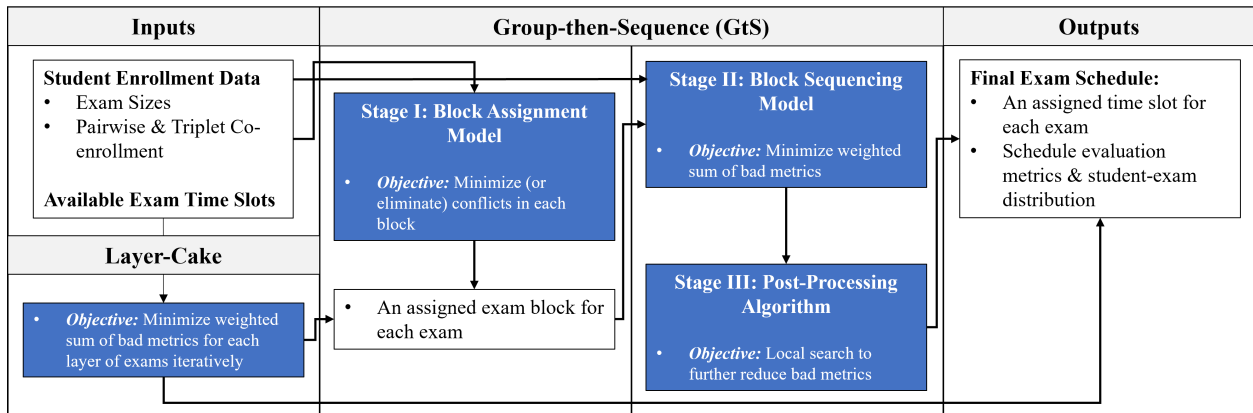 Inputs
Group-then-Sequence (GtS)
Outputs
Student Enrollment Data
• Exam Sizes
• Pairwise & Triplet Co-
enrollment
Available Exam Time Slots
Layer-Cake
• Objective: Minimize weighted
sum of bad metrics for each
layer of exams iteratively
Stage I: Block Assignment
Model
• Objective: Minimize (or
eliminate) conflicts in each
block
• An assigned exam block for
each exam
Stage II: Block Sequencing
Model
• Objective: Minimize weighted
sum of bad metrics
Stage III: Post-Processing
Algorithm
• Objective: Local search to
further reduce bad metrics
Final Exam Schedule:
• An assigned time slot for
each exam
• Schedule evaluation
metrics & student-exam
distribution